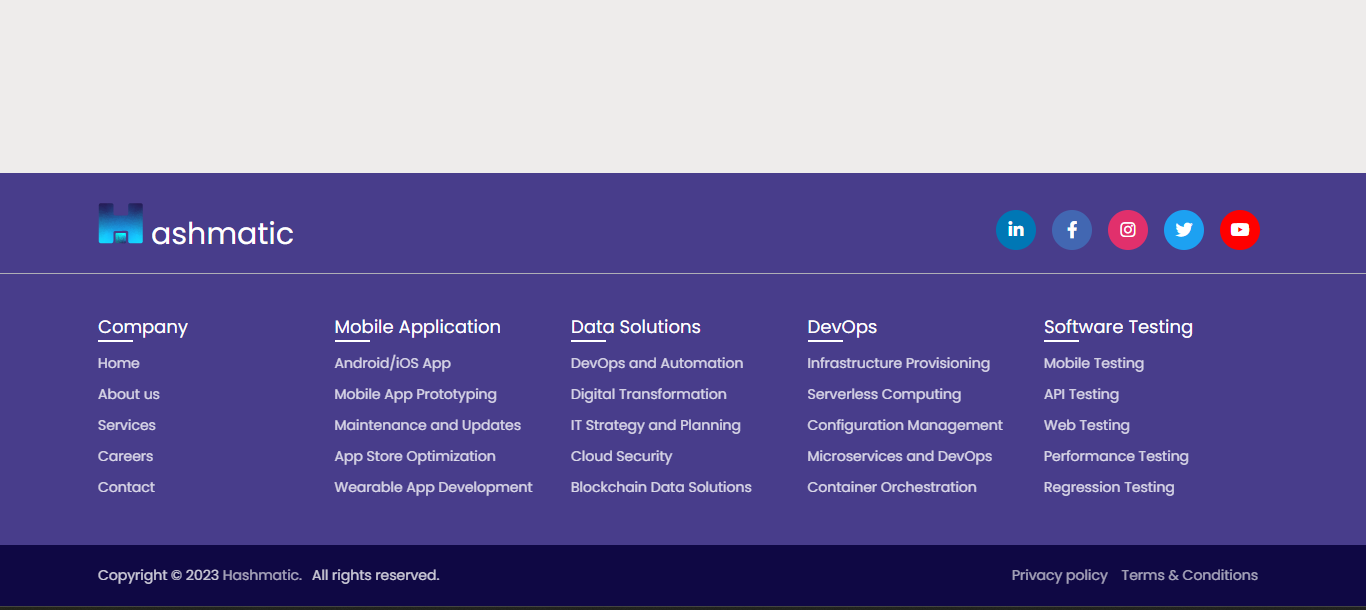 Hashmatic
Company
Home
About us
Services
Careers
Contact
Mobile Application
Android/iOS App
Mobile App Prototyping
Maintenance and Updates
App Store Optimization
Wearable App Development
Data Solutions
DevOps and Automation
Digital Transformation
IT Strategy and Planning
Cloud Security
Blockchain Data Solutions
DevOps
Infrastructure Provisioning
Serverless Computing
Configuration Management
Microservices and DevOps
Container Orchestration
Software Testing
Mobile Testing
API Testing
Web Testing
Performance Testing
Regression Testing
Copyright © 2023 Hashmatic. All rights reserved.
Privacy policy Terms & Conditions